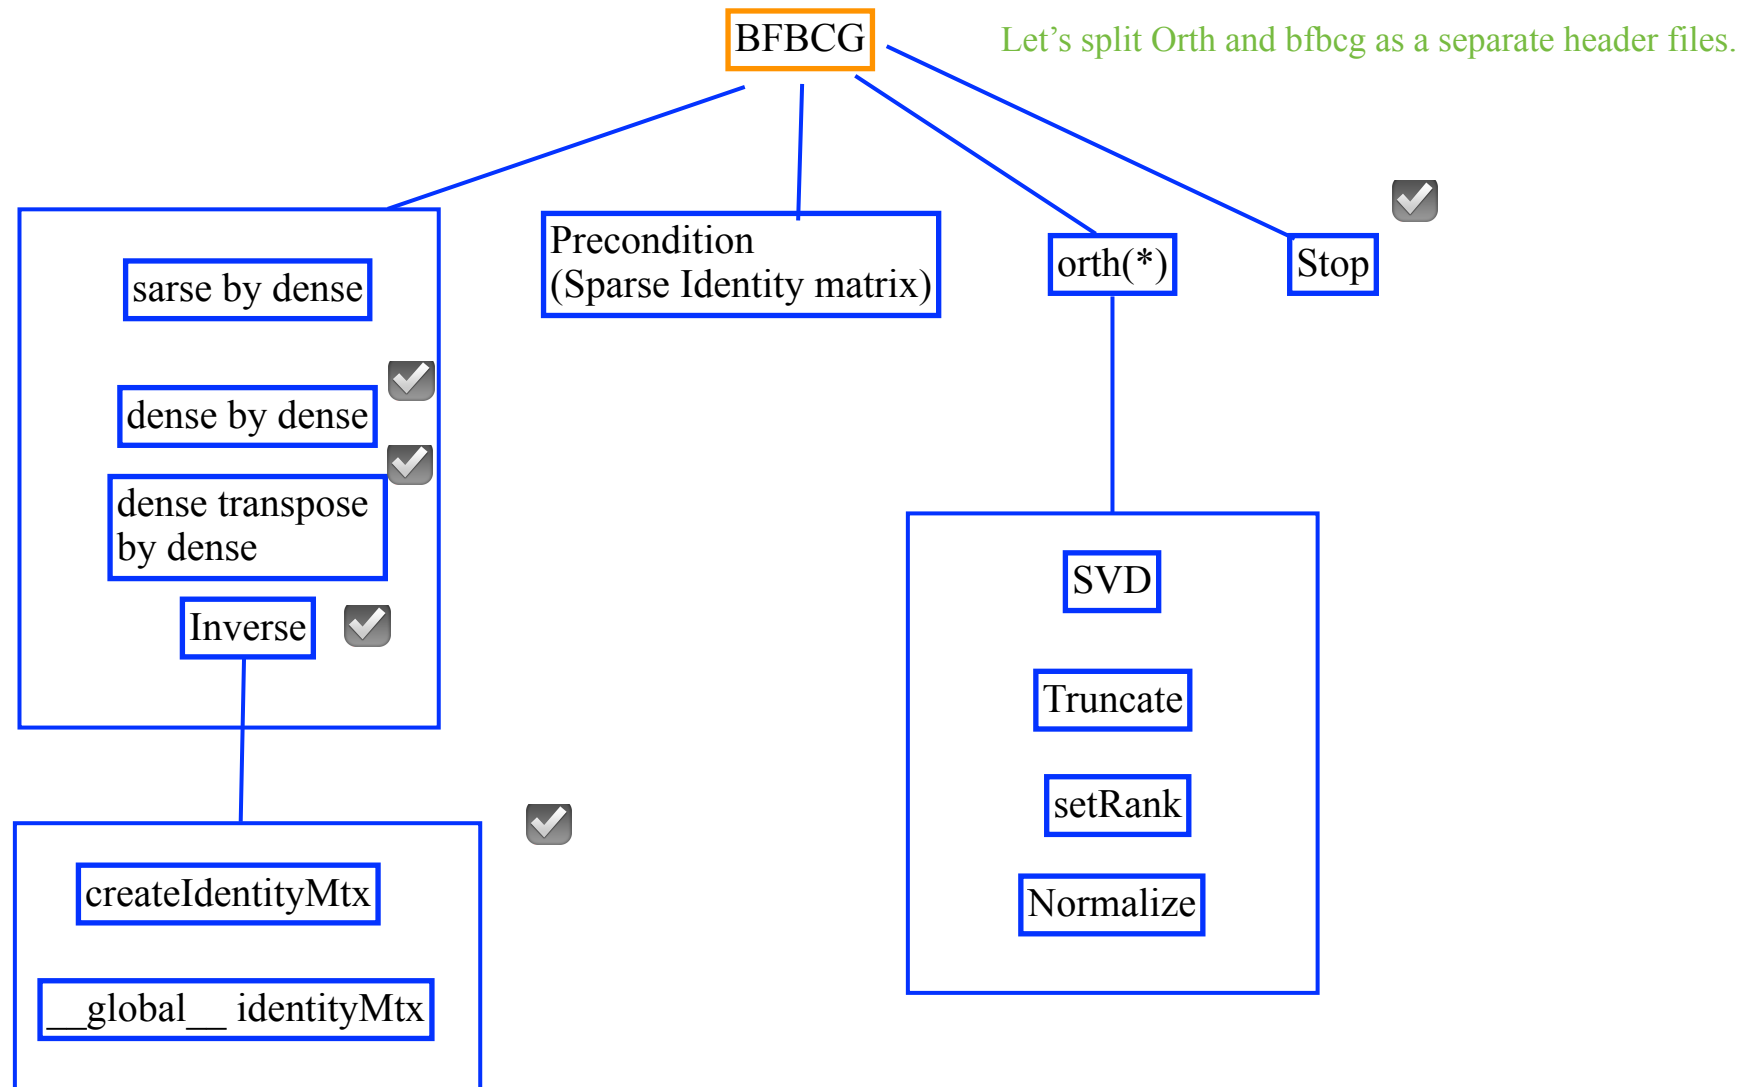 BFBCG
Let’s split Orth and bfbcg as a separate header files.
sarse by dense
dense by dense
dense transpose
by dense
Inverse
createIdentityMtx
__global__ identityMtx
Precondition
(Sparse Identity matrix)
orth(*)
SVD
Truncate
setRank
Normalize
Stop